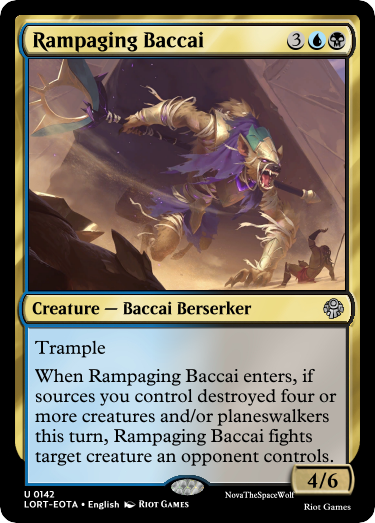 Rampaging Baccai 3
Creature — Baccai Berserker
Trample
When Rampaging Baccai enters, if
sources you control destroyed four or
more creatures and/or planeswalkers
this turn, Rampaging Baccai fights
target creature an opponent controls.
4/6
U 0142
LORT-EOTA • English Riot Games
NovaTheSpaceWolf
Riot Games